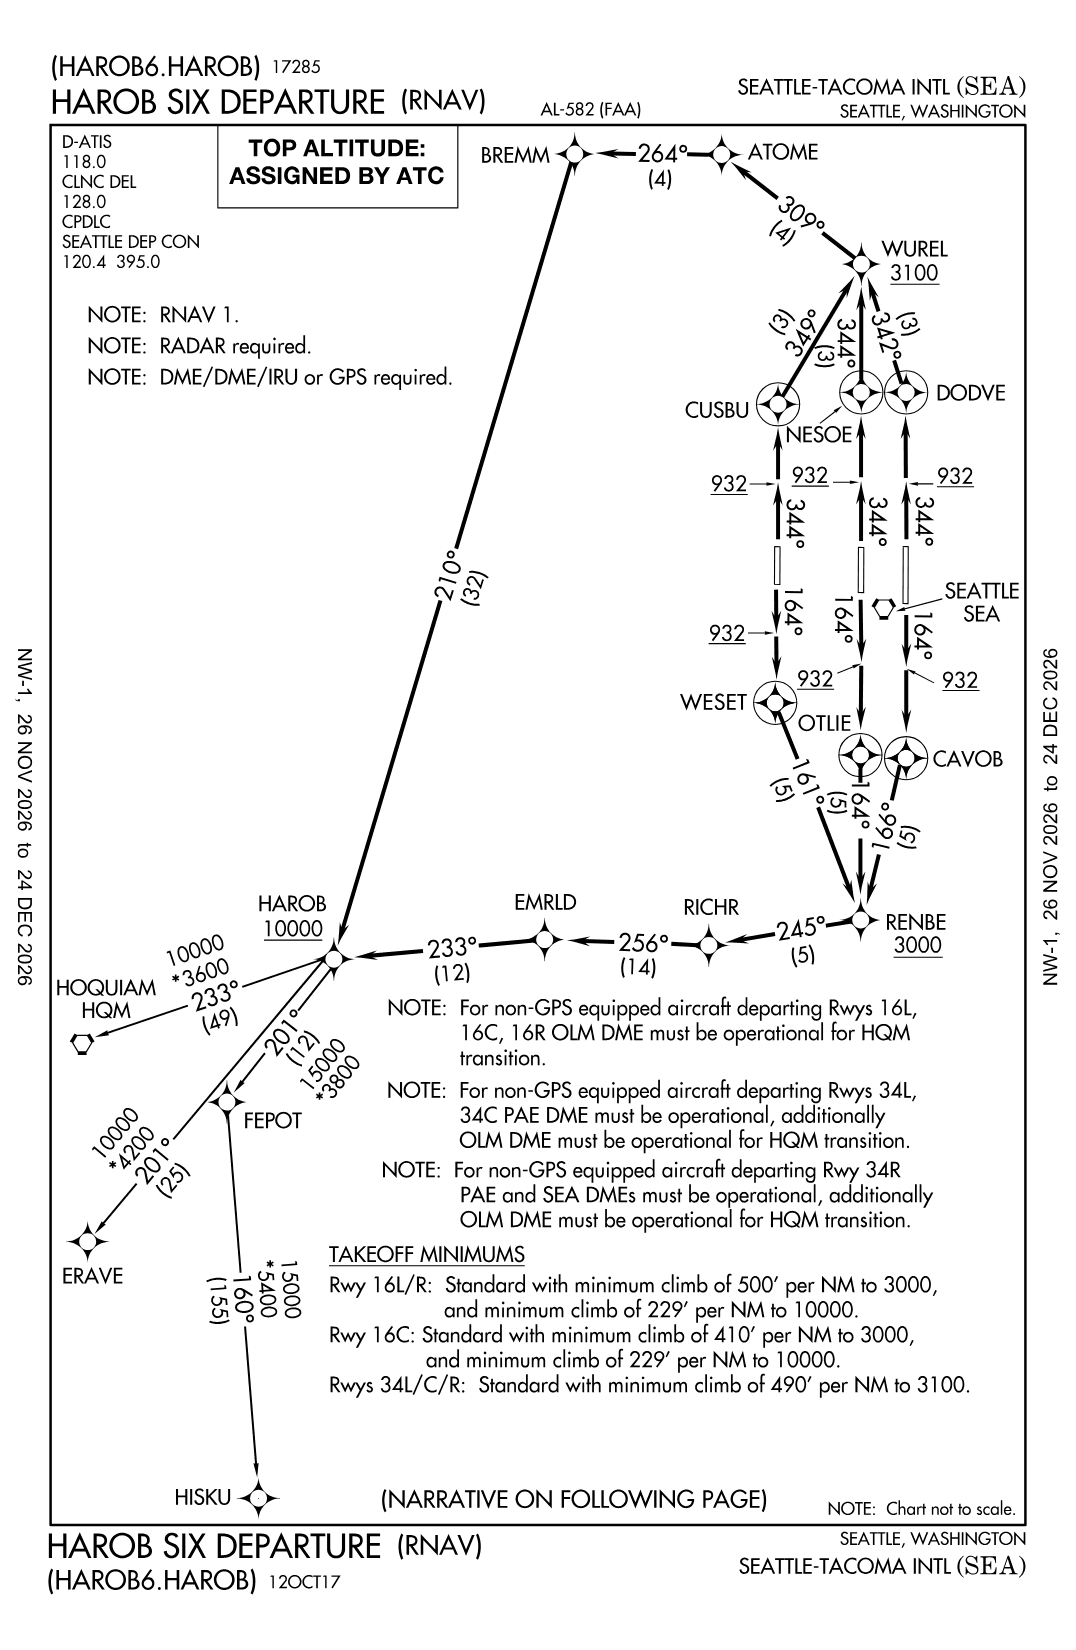 (HAROB6.HAROB) 17285
HAROB SIX DEPARTURE (RNAV)
AL-582 (FAA)
SEATTLE-TACOMA INTL (SEA)
SEATTLE, WASHINGTON
D-ATIS
118.0
CLNC DEL
128.0
CPDLC
SEATTLE DEP CON
120.4 395.0
TOP ALTITUDE:
ASSIGNED BY ATC
NOTE: RNAV 1.
NOTE: RADAR required.
NOTE: DME/DME/IRU or GPS required.
BREMM
264°
(4)
ATOME
309°
(4)
WUREL
3100
(3)
349°
(3)
344°
(3)
342°
CUSBU
NESOE
DODVE
932
932
932
344°
344°
344°
210°
(32)
SEATTLE
SEA
164°
164°
164°
932
932
932
WESET
OTLIE
CAVOB
161°
(5)
164°
(5)
166°
(5)
RENBE
3000
245°
(5)
RICHR
256°
(14)
EMRLD
233°
(12)
HAROB
10000
10000
*3600
233°
(49)
HOQUIAM
HQM
201°
(12)
15000
*3800
FEPOT
10000
*4200
201°
(25)
ERAVE
15000
*5400
160°
(155)
HISKU
NOTE: For non-GPS equipped aircraft departing Rwys 16L,
16C, 16R OLM DME must be operational for HQM
transition.
NOTE: For non-GPS equipped aircraft departing Rwys 34L,
34C PAE DME must be operational, additionally
OLM DME must be operational for HQM transition.
NOTE: For non-GPS equipped aircraft departing Rwy 34R
PAE and SEA DMEs must be operational, additionally
OLM DME must be operational for HQM transition.
TAKEOFF MINIMUMS
Rwy 16L/R: Standard with minimum climb of 500' per NM to 3000,
and minimum climb of 229' per NM to 10000.
Rwy 16C: Standard with minimum climb of 410' per NM to 3000,
and minimum climb of 229' per NM to 10000.
Rwys 34L/C/R: Standard with minimum climb of 490' per NM to 3100.
(NARRATIVE ON FOLLOWING PAGE)
NOTE: Chart not to scale.
HAROB SIX DEPARTURE (RNAV)
(HAROB6.HAROB) 12OCT17
SEATTLE, WASHINGTON
SEATTLE-TACOMA INTL (SEA)
NW-1, 26 NOV 2026 to 24 DEC 2026
NW-1, 26 NOV 2026 to 24 DEC 2026